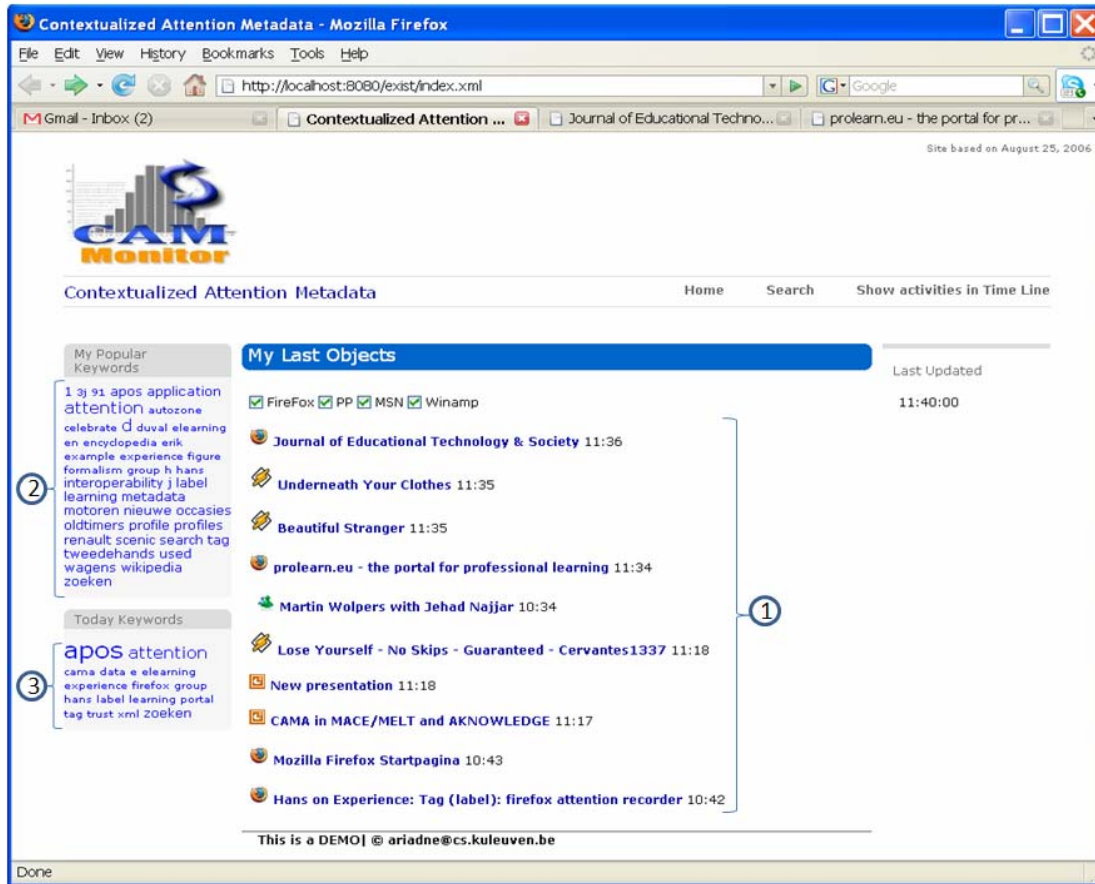 Contextualized Attention Metadata - Mozilla Firefox
File Edit View History Bookmarks Tools Help
http://localhost:8080/exist/index.xml
G Google
Gmail - Inbox (2)
Contextualized Attention ...
Journal of Educational Techno...
prolearn.eu - the portal for pr...
Site based on August 25, 2006
CAM
Monitor
Contextualized Attention Metadata
Home Search Show activities in Time Line
My Popular
Keywords
1 3j 91 apos application
attention autozone
celebrate d duval elearning
en encyclopedia erik
example experience figure
formalism group h hans
interoperability j label
learning metadata
motoren nieuwe occasies
oldtimers profile profiles
renault scenic search tag
tweedehands used
wagens wikipedia
zoeken
2
Today Keywords
apos attention
cama data e elearning
experience firefox group
hans label learning portal
tag trust xml zoeken
3
My Last Objects
FireFox PP MSN Winamp
Journal of Educational Technology & Society 11:36
Underneath Your Clothes 11:35
Beautiful Stranger 11:35
prolearn.eu - the portal for professional learning 11:34
Martin Wolpers with Jehad Najjar 10:34
Lose Yourself - No Skips - Guaranteed - Cervantes1337 11:18
New presentation 11:18
CAMA in MACE/MELT and AKNOWLEDGE 11:17
Mozilla Firefox Startpagina 10:43
Hans on Experience: Tag (label): firefox attention recorder 10:42
1
Last Updated
11:40:00
This is a DEMO| © ariadne@cs.kuleuven.be
Done